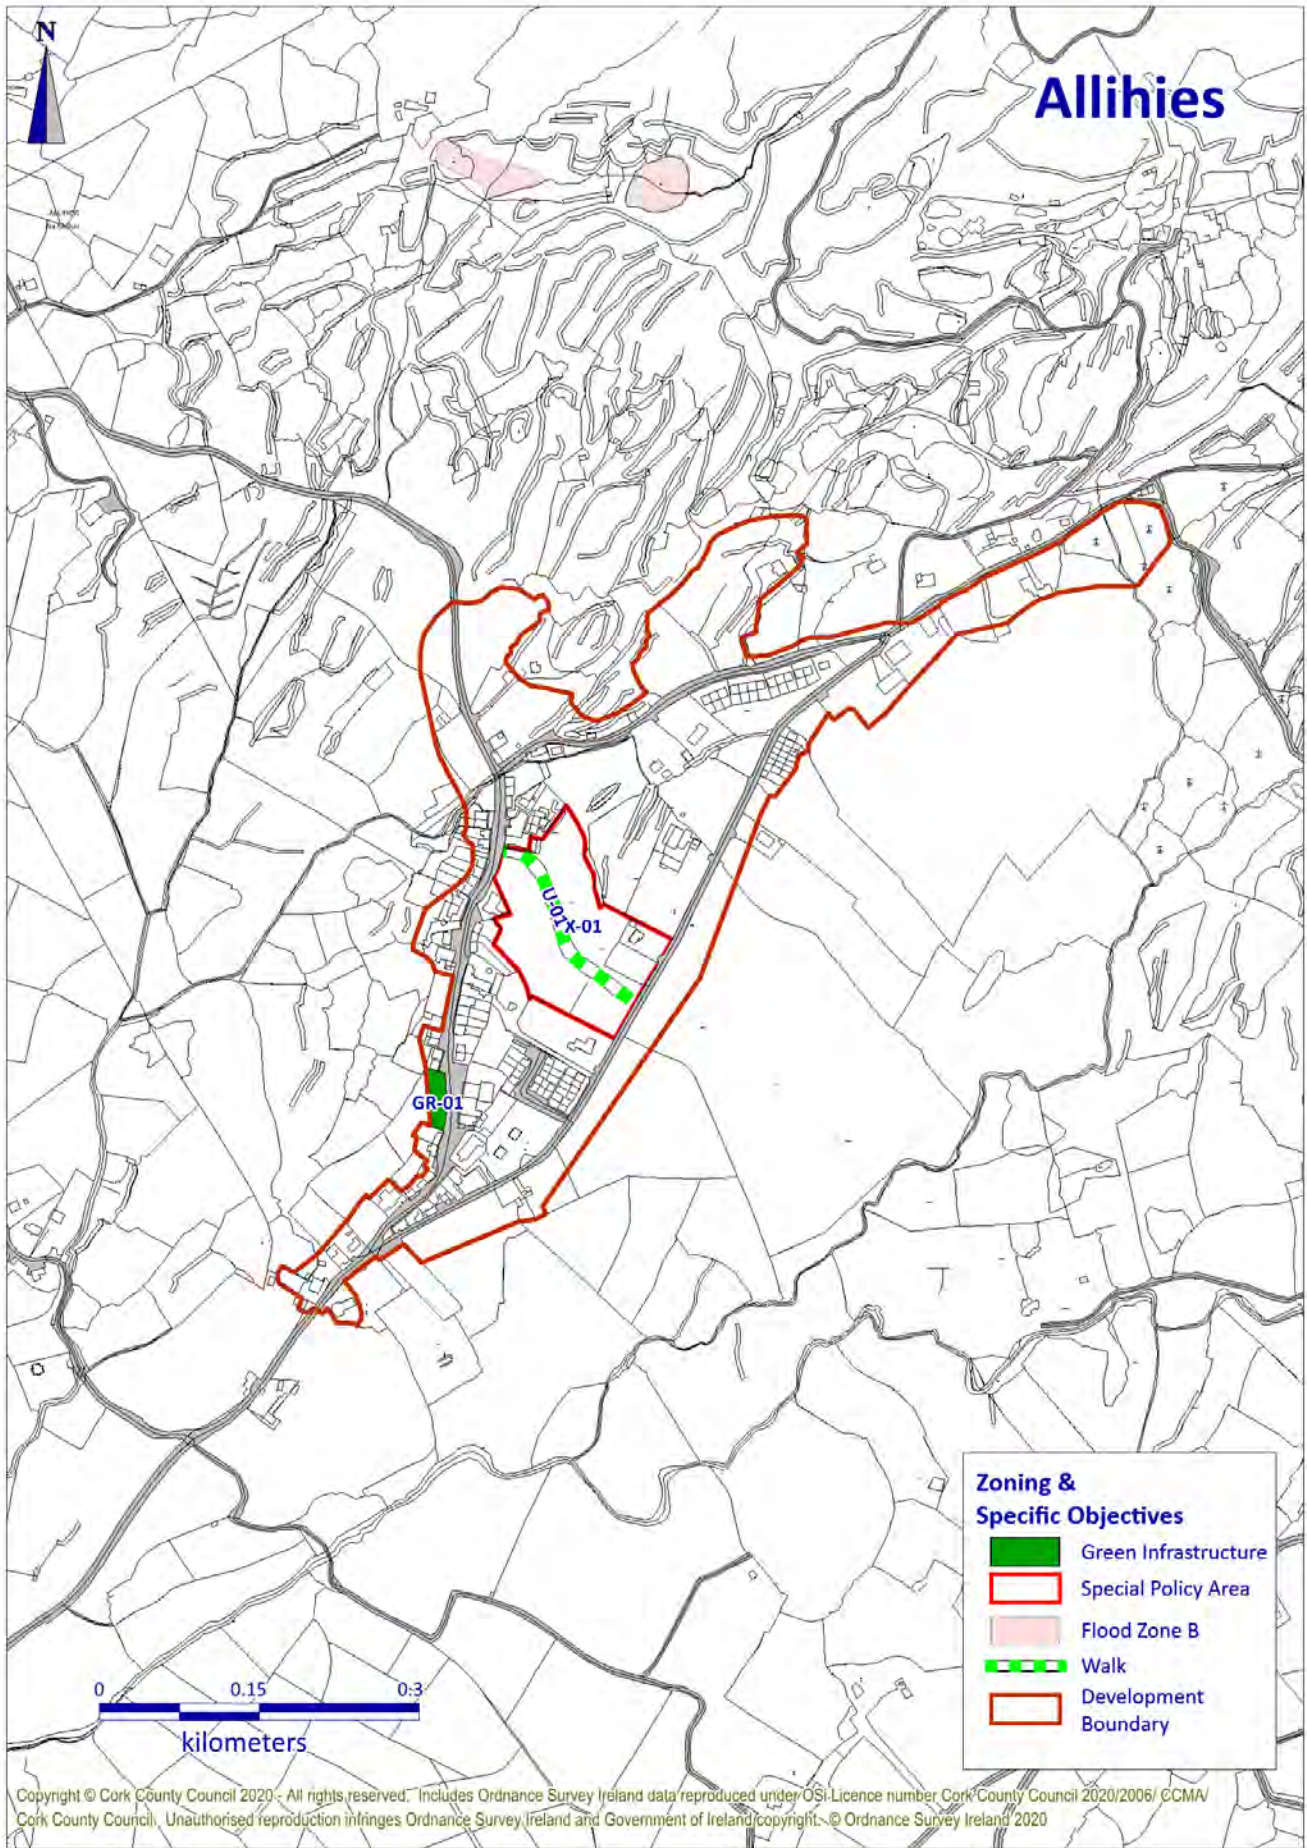 N
Allihies
U-01
X-01
GR-01
Zoning &
Specific Objectives
Green Infrastructure
Special Policy Area
Flood Zone B
Walk
Development
Boundary
0 0.15 0.3
kilometers
Copyright © Cork County Council 2020 - All rights reserved. Includes Ordnance Survey Ireland data reproduced under OSi Licence number Cork County Council 2020/2006/ CCMA/
Cork County Council. Unauthorised reproduction infringes Ordnance Survey Ireland and Government of Ireland copyright. © Ordnance Survey Ireland 2020